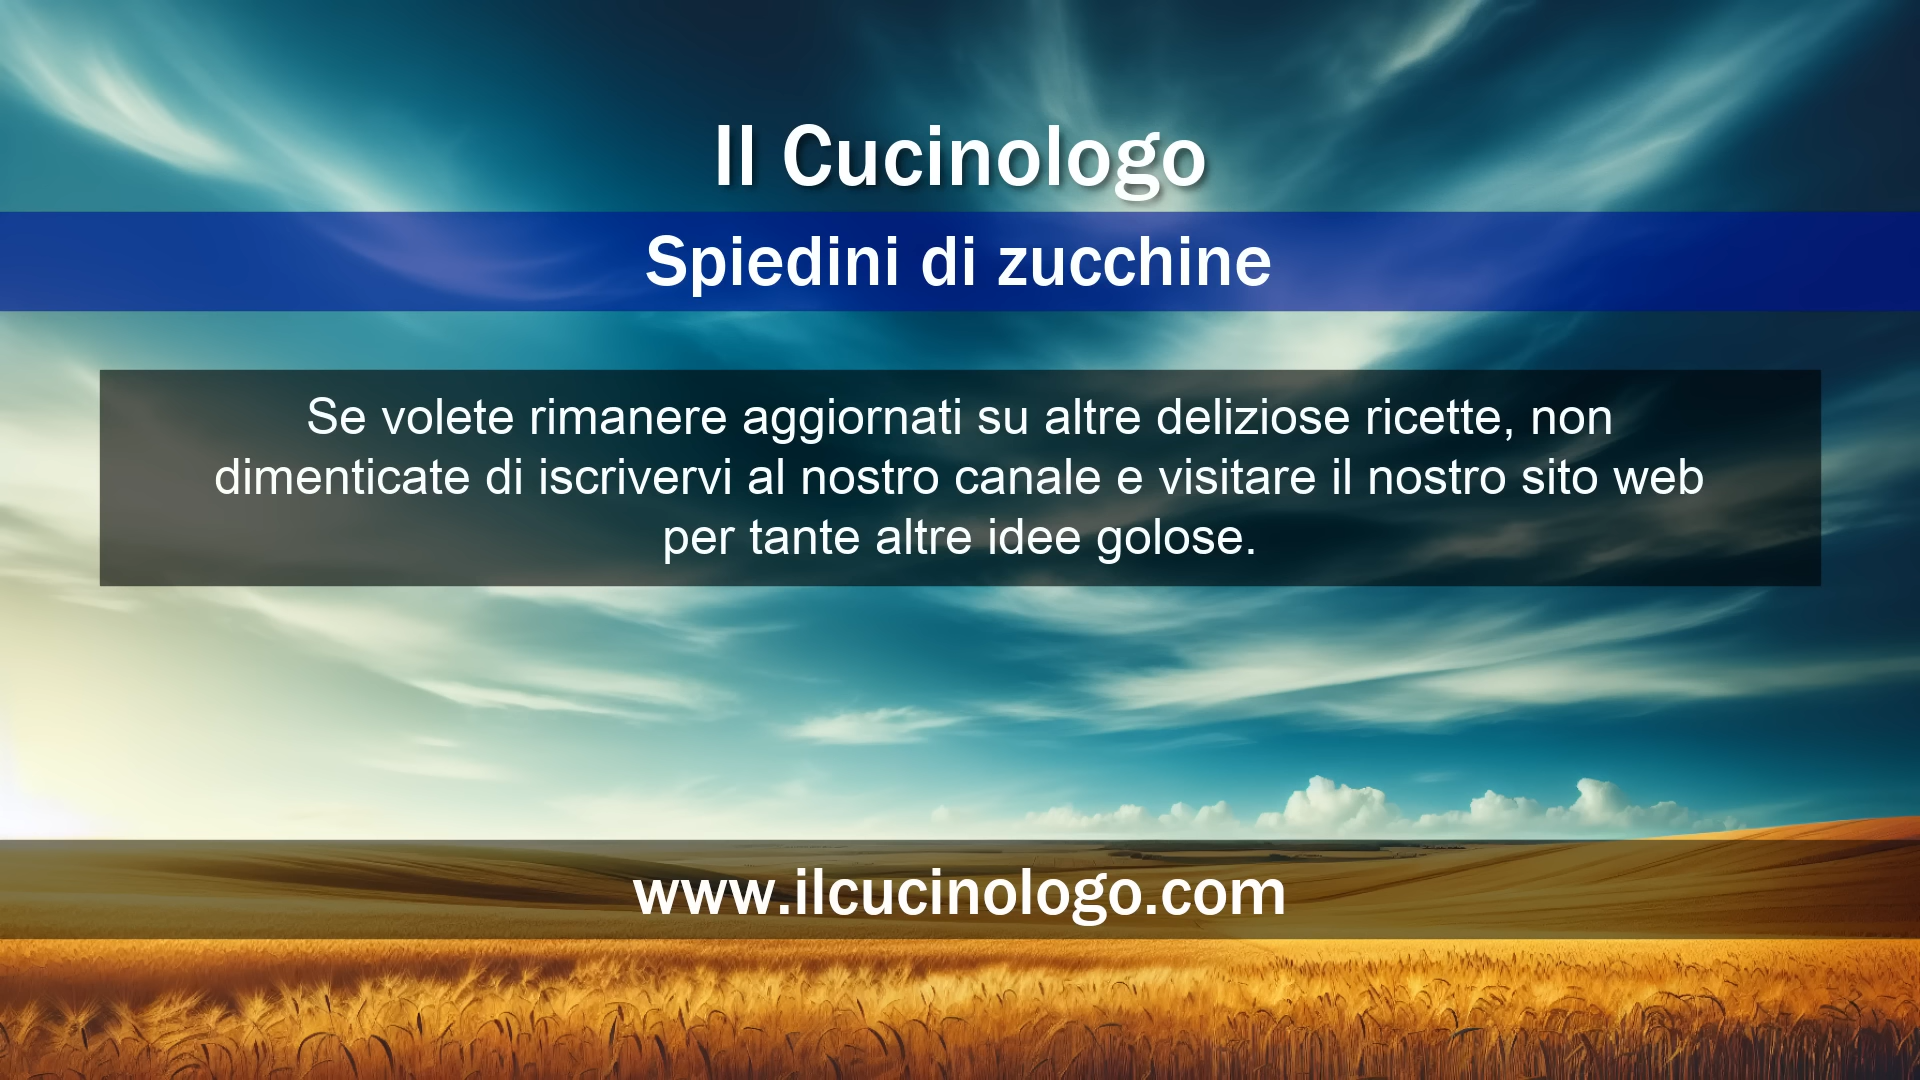 Il Cucinologo
Spiedini di zucchine
Se volete rimanere aggiornati su altre deliziose ricette, non
dimenticate di iscrivervi al nostro canale e visitare il nostro sito web
per tante altre idee golose.
www.ilcucinologo.com